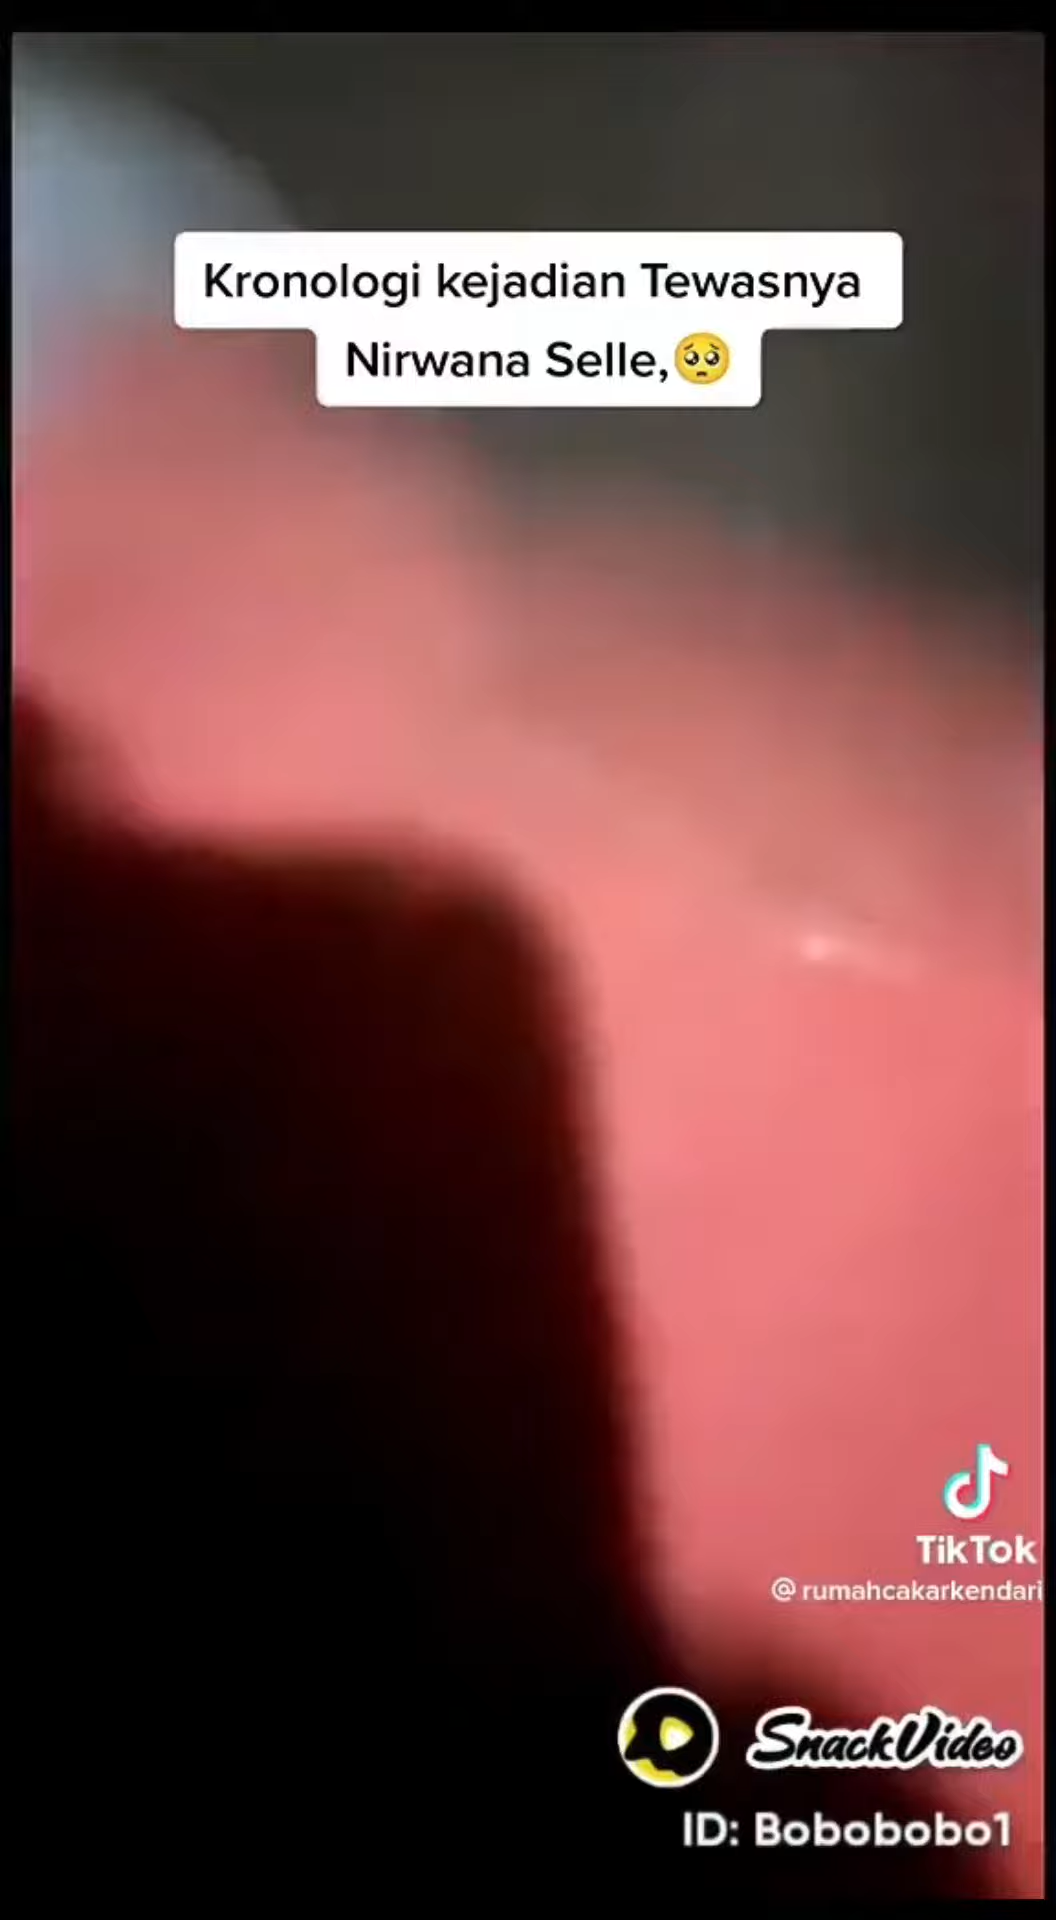 Kronologi kejadian Tewasnya
Nirwana Selle,🥺
TikTok
@rumahcakarkendari
SnackVideo
ID: Bobobobo1